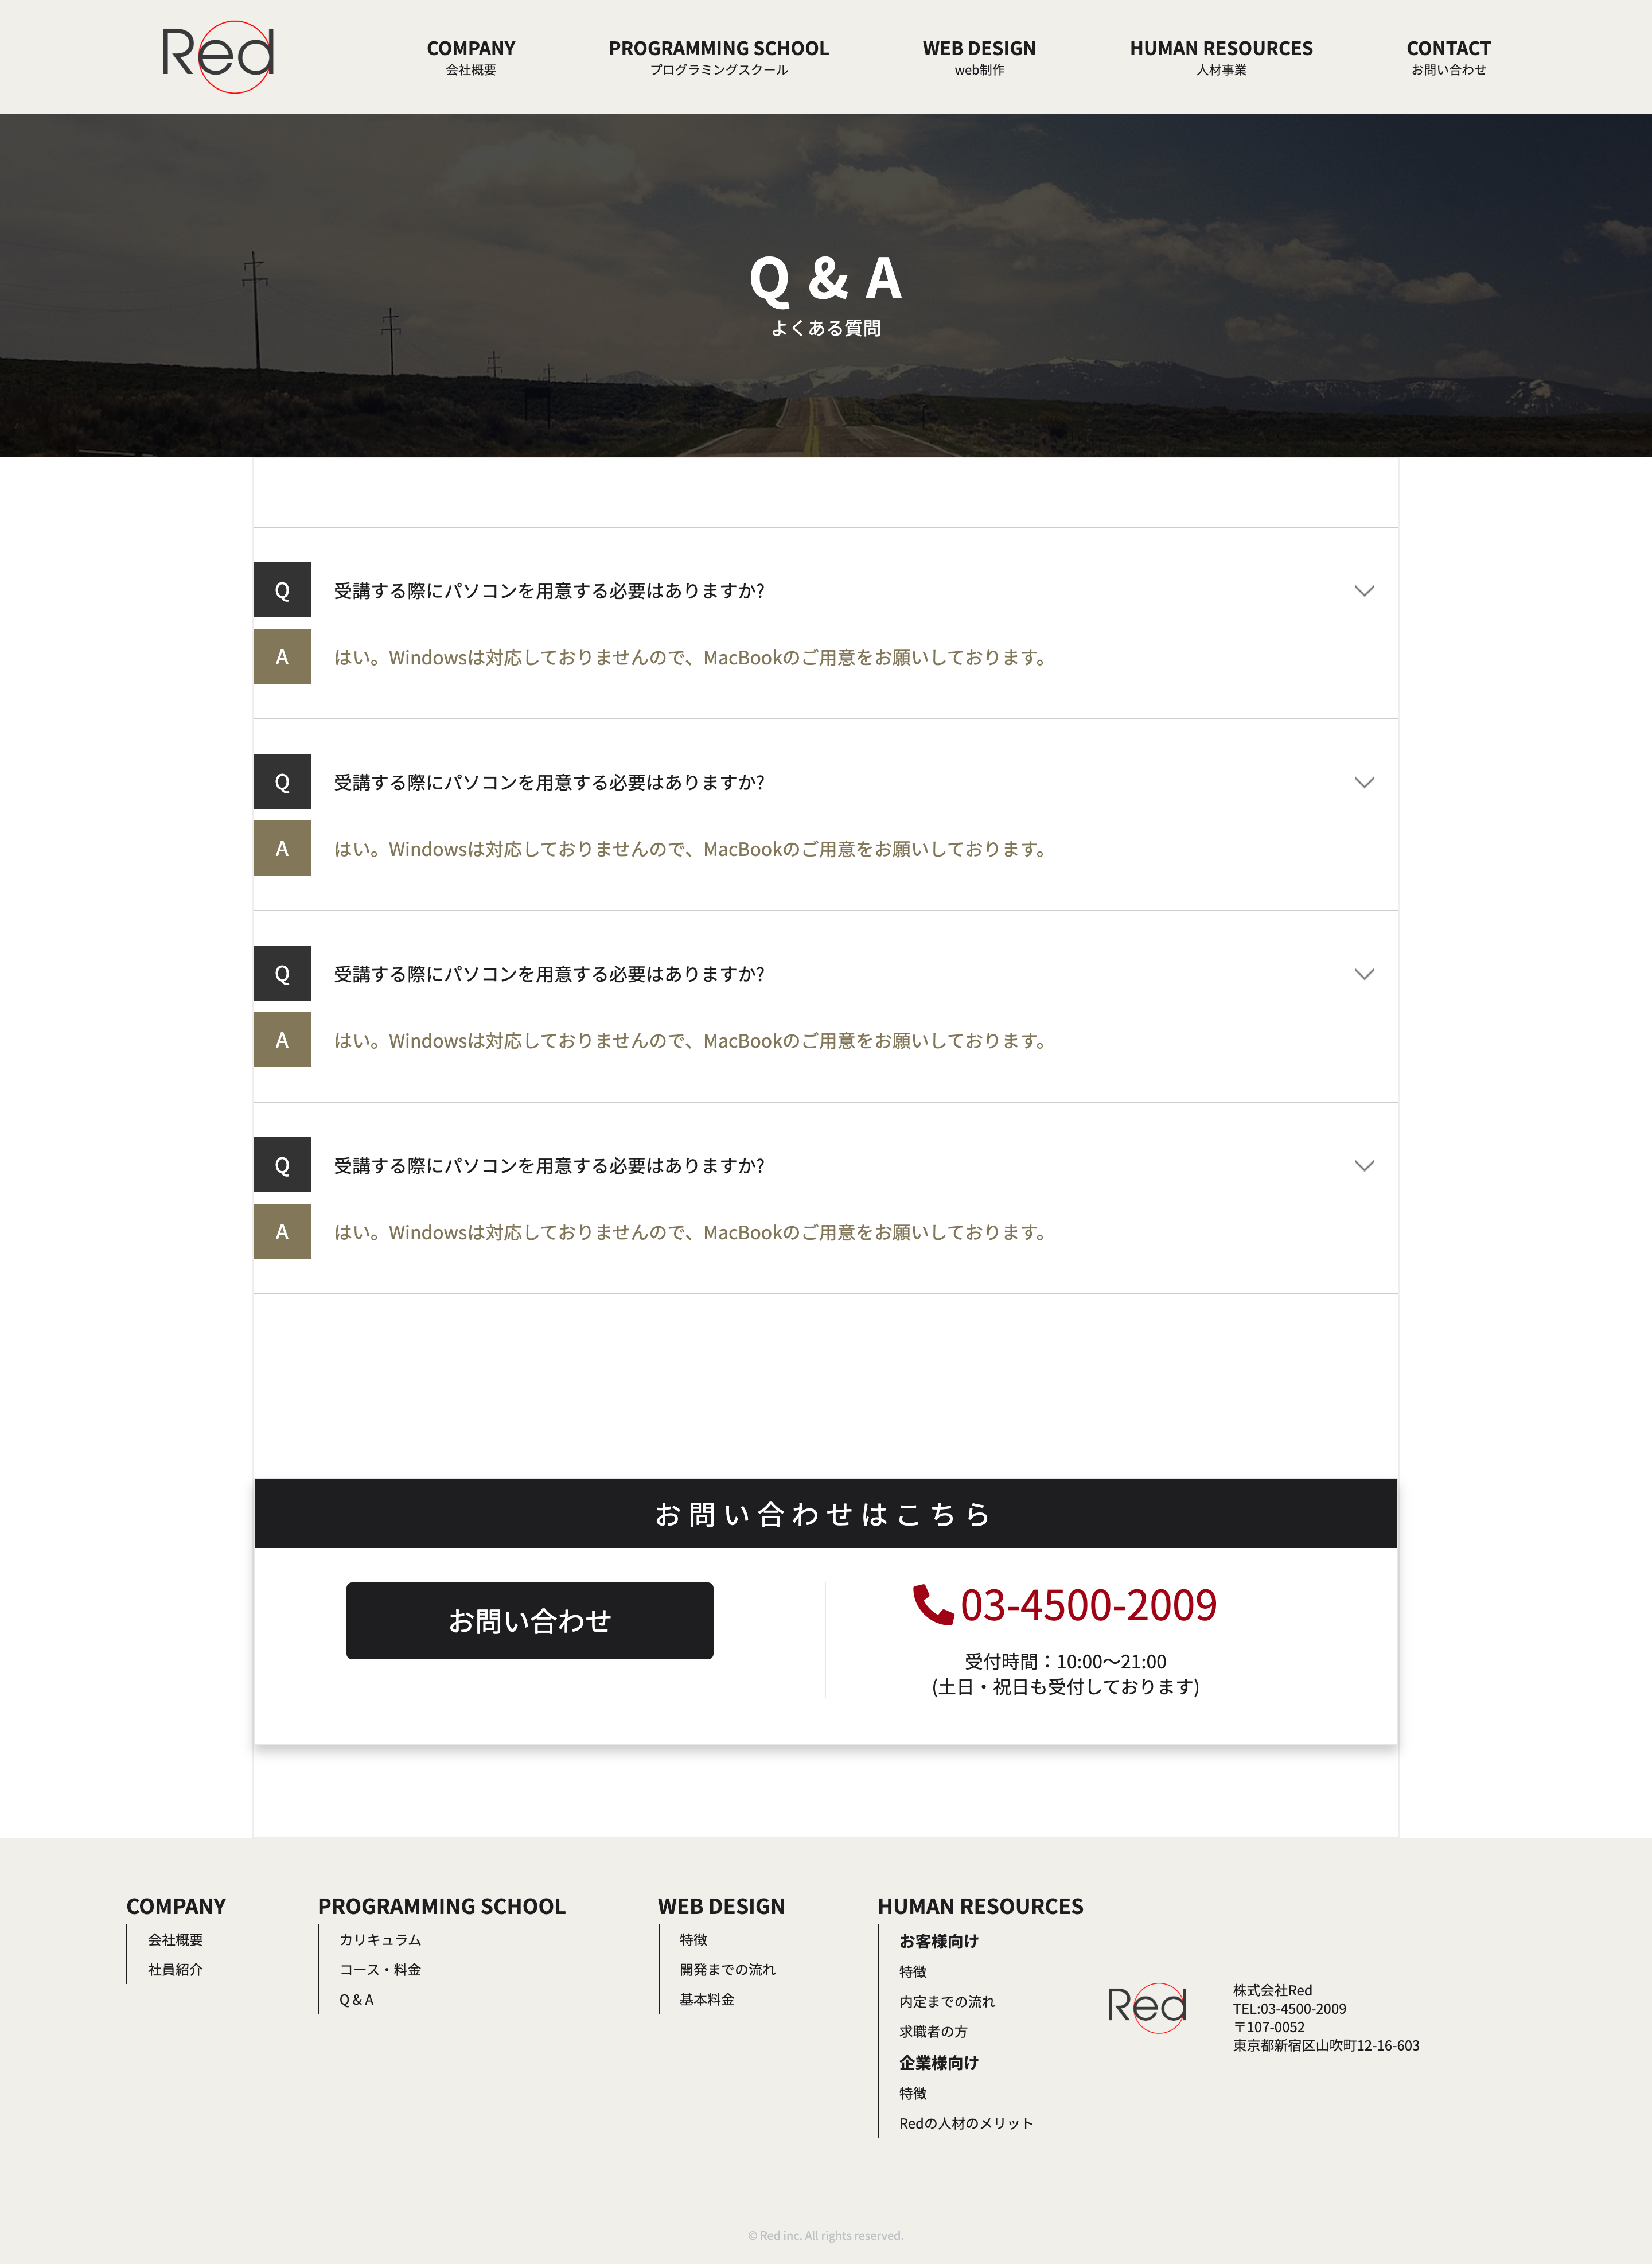 Red
COMPANY
会社概要
PROGRAMMING SCHOOL
プログラミングスクール
WEB DESIGN
web制作
HUMAN RESOURCES
人材事業
CONTACT
お問い合わせ
Q & A
よくある質問
Q
受講する際にパソコンを用意する必要はありますか?
A
はい。Windowsは対応しておりませんので、MacBookのご用意をお願いしております。
Q
受講する際にパソコンを用意する必要はありますか?
A
はい。Windowsは対応しておりませんので、MacBookのご用意をお願いしております。
Q
受講する際にパソコンを用意する必要はありますか?
A
はい。Windowsは対応しておりませんので、MacBookのご用意をお願いしております。
Q
受講する際にパソコンを用意する必要はありますか?
A
はい。Windowsは対応しておりませんので、MacBookのご用意をお願いしております。
お問い合わせはこちら
お問い合わせ
03-4500-2009
受付時間：10:00〜21:00
(土日・祝日も受付しております)
COMPANY
会社概要
社員紹介
PROGRAMMING SCHOOL
カリキュラム
コース・料金
Q & A
WEB DESIGN
特徴
開発までの流れ
基本料金
HUMAN RESOURCES
お客様向け
特徴
内定までの流れ
求職者の方
企業様向け
特徴
Redの人材のメリット
Red
株式会社Red
TEL:03-4500-2009
〒107-0052
東京都新宿区山吹町12-16-603
© Red inc. All rights reserved.